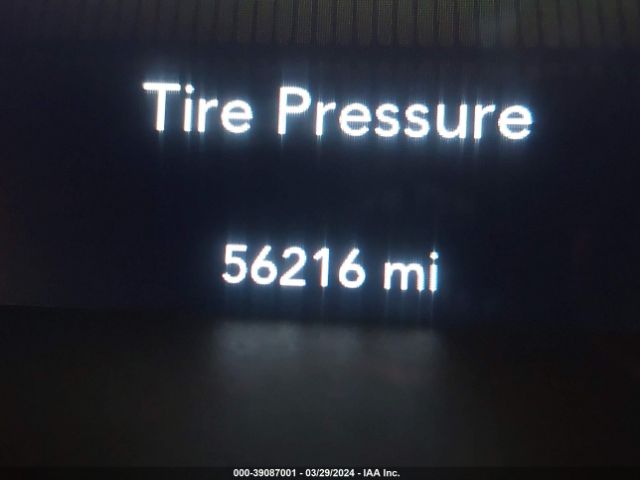 Tire Pressure
56216 mi
000-39087001 - 03/29/2024 - IAA Inc.